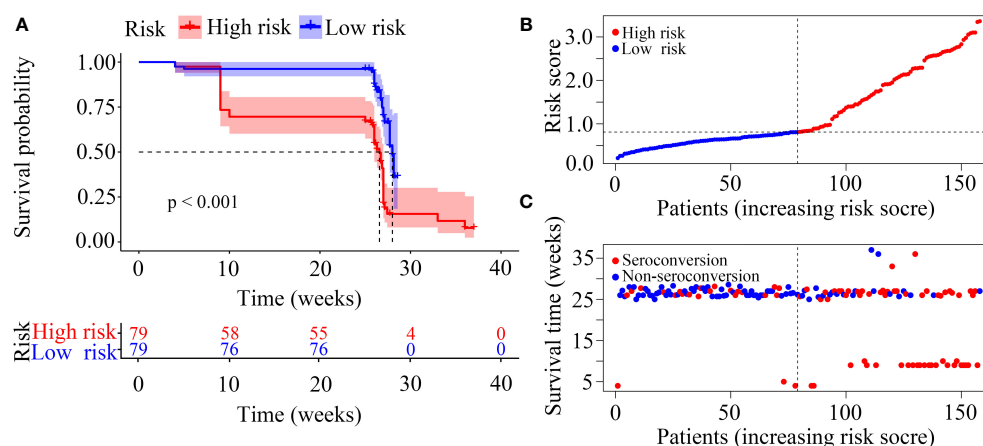 A
Risk High risk Low risk
Survival probability
1.00
0.75
0.50
0.25
0.00
p < 0.001
0 10 20 30 40
Time (weeks)
Risk
High risk 79 58 55 4 0
Low risk 79 76 76 0 0
0 10 20 30 40
Time (weeks)
B
High risk
Low risk
Risk score
3.0
2.0
1.0
0.0
0 50 100 150
Patients (increasing risk socre)
C
Seroconversion
Non-seroconversion
Survival time (weeks)
35
25
15
5
0 50 100 150
Patients (increasing risk socre)